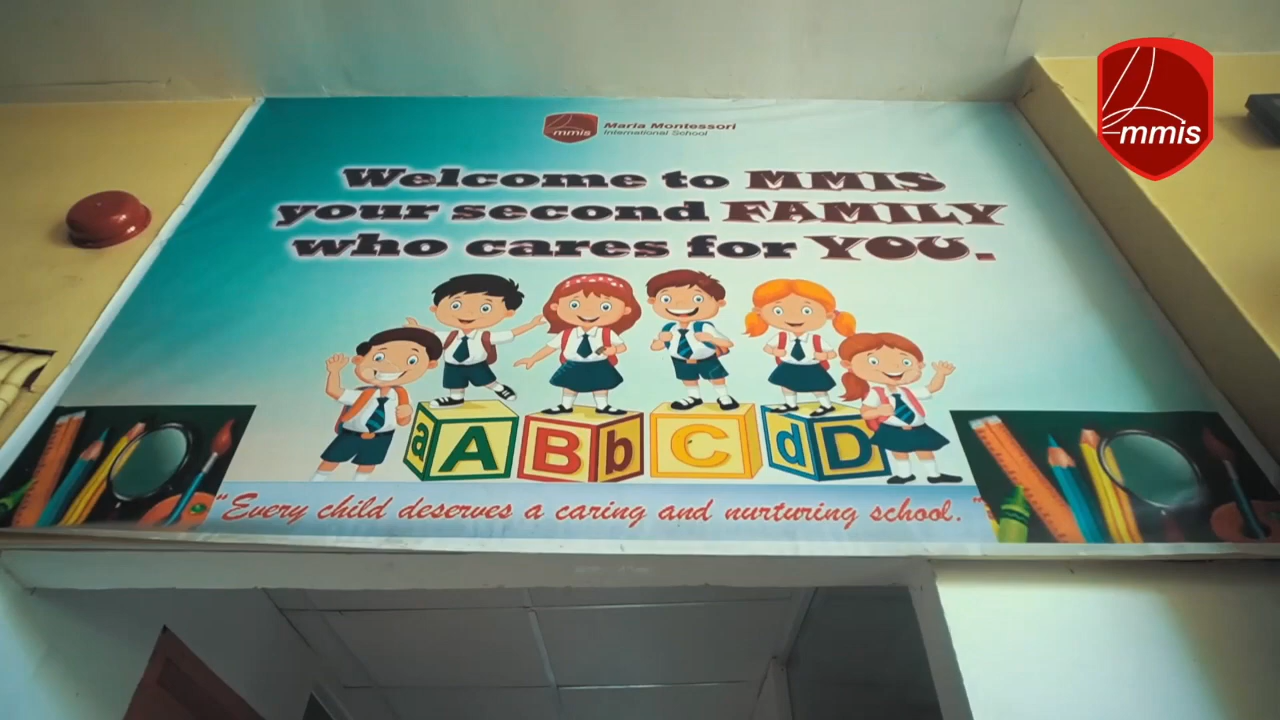 mmis
mmis
Maria Montessori
International School
Welcome to MMIS
your second FAMILY
who cares for YOU.
a A B b C d D
"Every child deserves a caring and nurturing school."